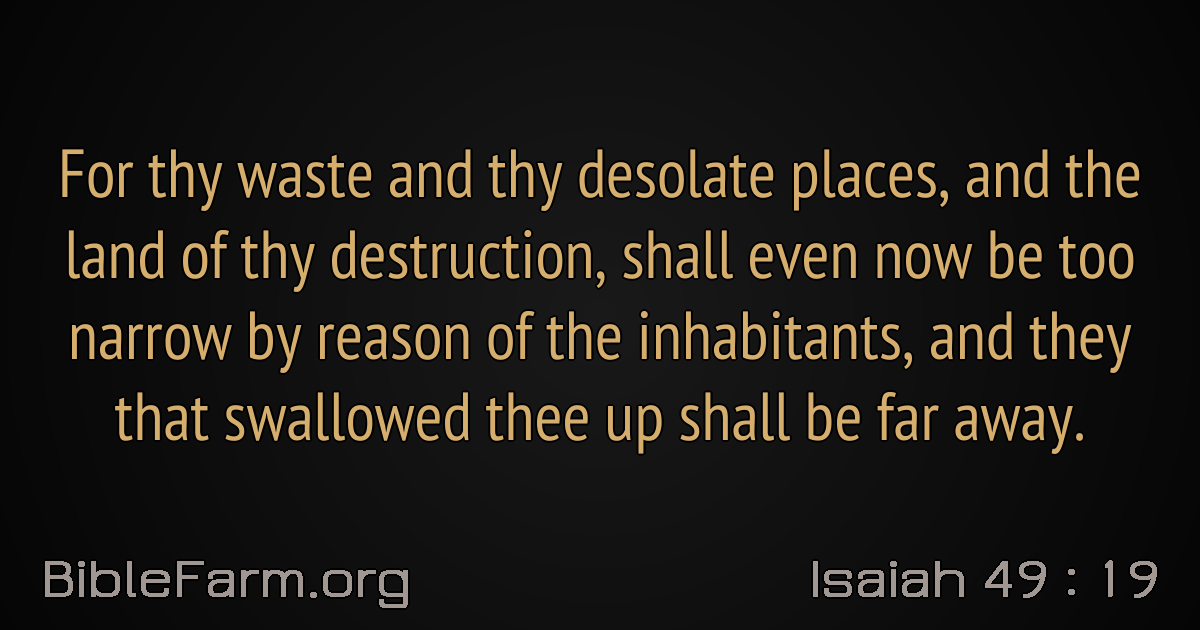 For thy waste and thy desolate places, and the
land of thy destruction, shall even now be too
narrow by reason of the inhabitants, and they
that swallowed thee up shall be far away.
BibleFarm.org
Isaiah 49 : 19